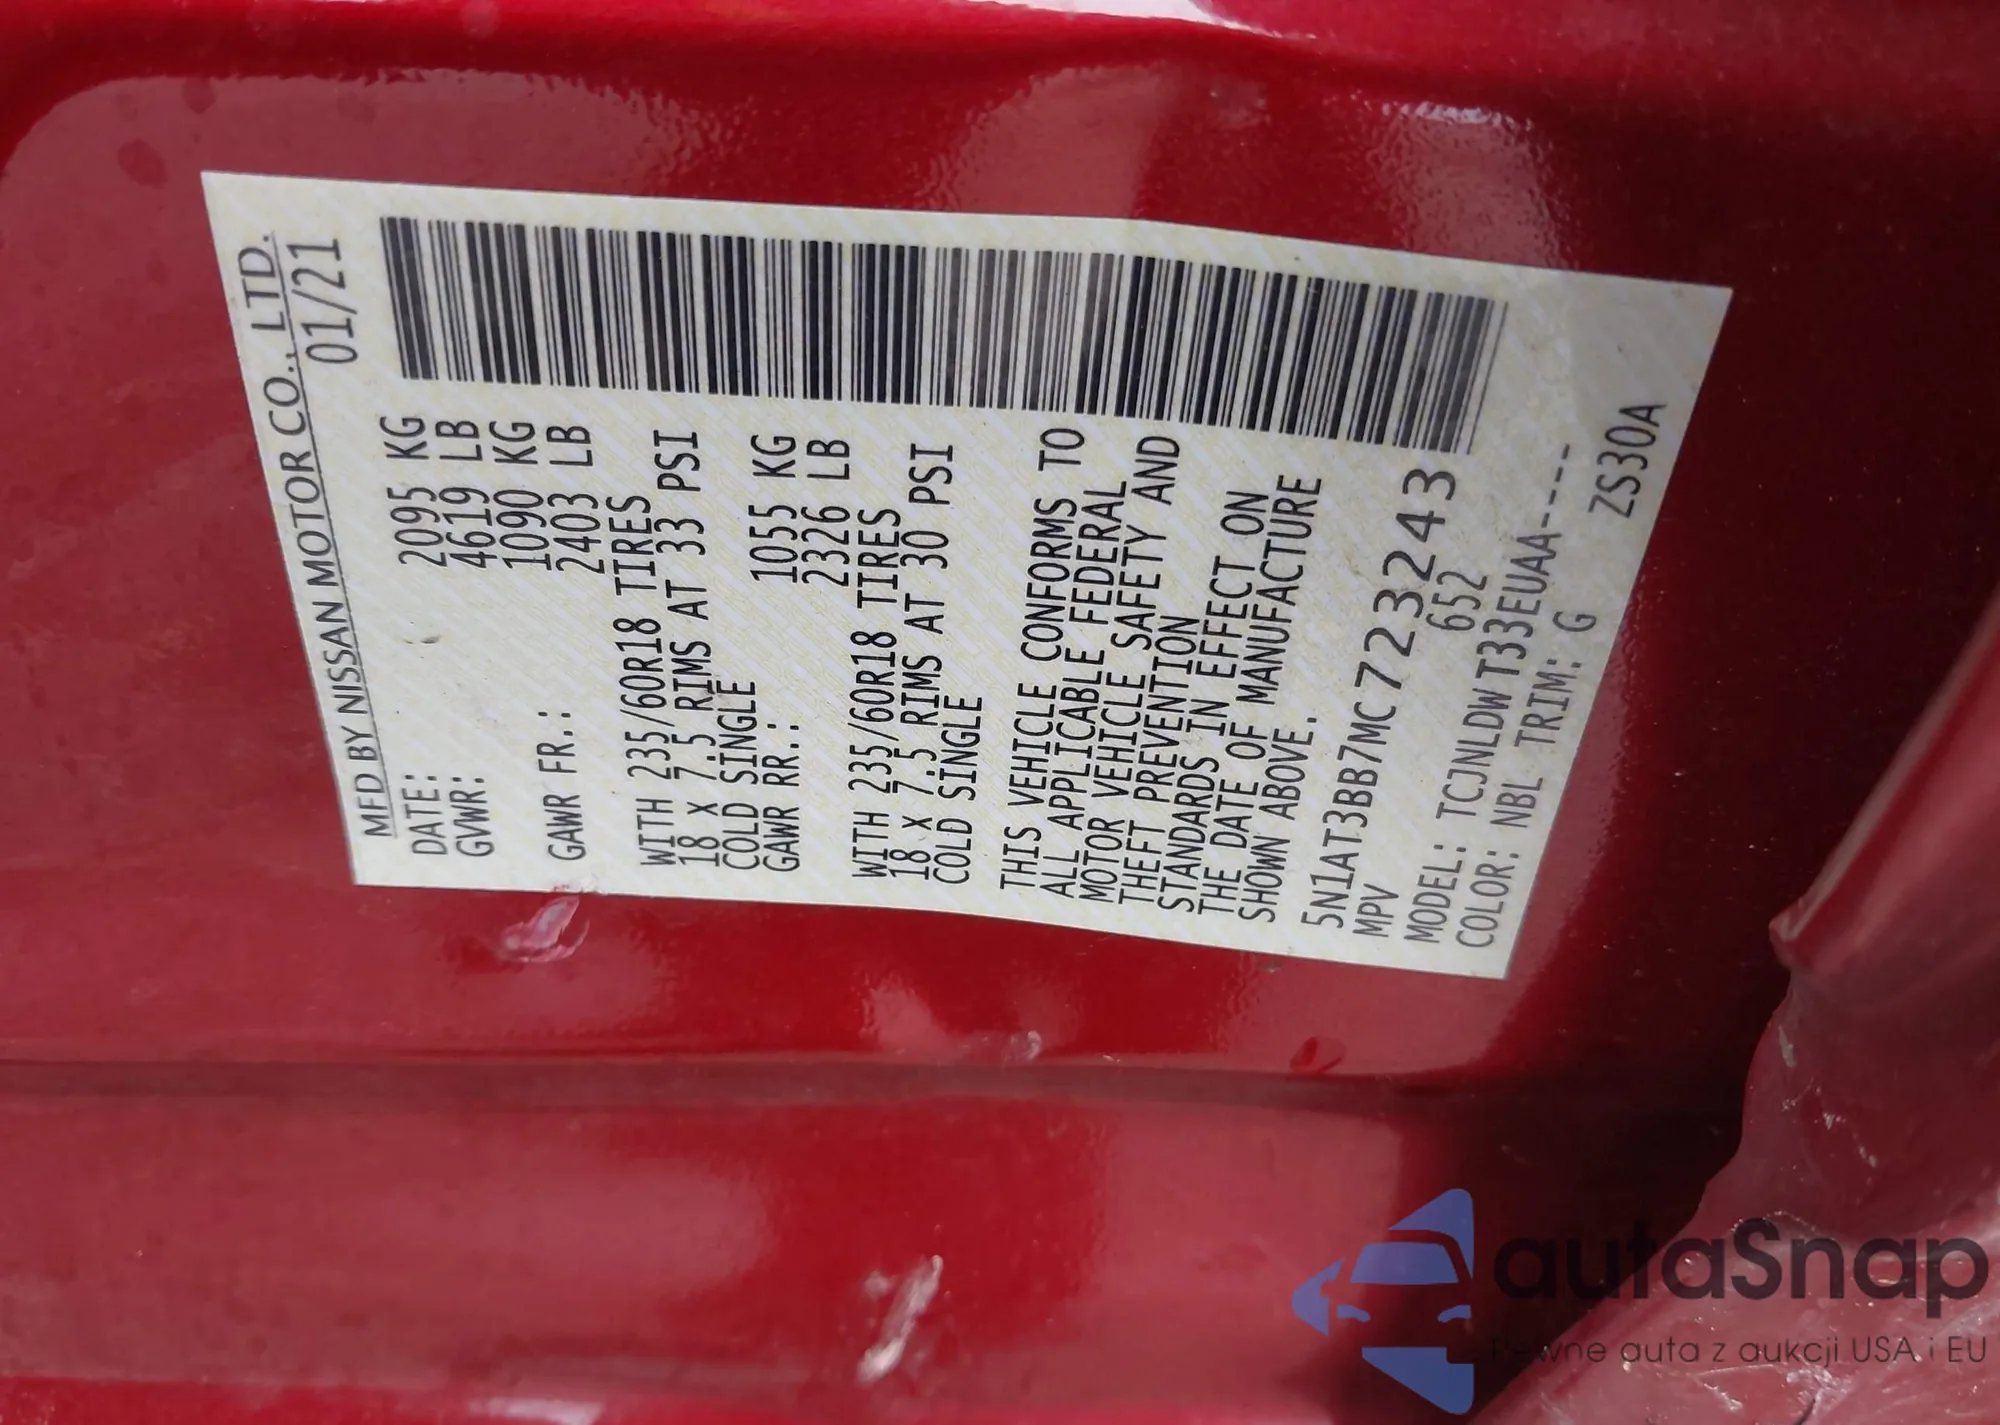 MFD BY NISSAN MOTOR CO., LTD.
DATE: 01/21
GVWR: 2095 KG
4619 LB
GAWR FR.: 1090 KG
2403 LB
WITH 235/60R18 TIRES
18 X 7.5 RIMS AT 33 PSI
COLD SINGLE
GAWR RR.: 1055 KG
2326 LB
WITH 235/60R18 TIRES
18 X 7.5 RIMS AT 30 PSI
COLD SINGLE
THIS VEHICLE CONFORMS TO
ALL APPLICABLE FEDERAL
MOTOR VEHICLE SAFETY AND
THEFT PREVENTION
STANDARDS IN EFFECT ON
THE DATE OF MANUFACTURE
SHOWN ABOVE.
5N1AT3BB7MC723243
MPV 652
MODEL: TCJNLDWT33EUAA----
COLOR: NBL TRIM: G
ZS30A
autaSnap
Pewne auta z aukcji USA i EU